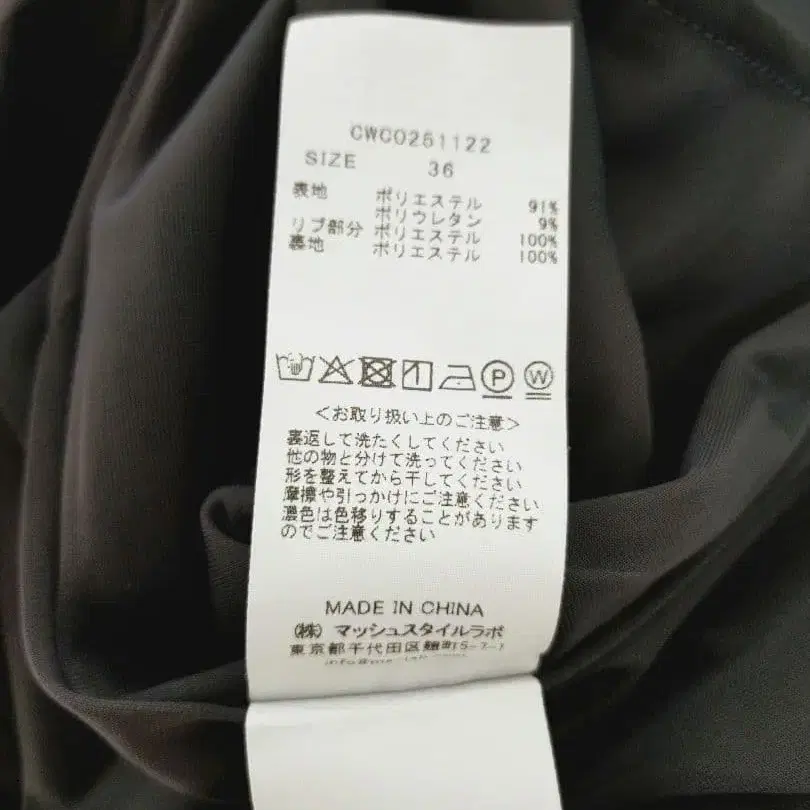 CWC0251122
SIZE 36
表地 ポリエステル 91%
ポリウレタン 9%
リブ部分 ポリエステル 100%
裏地 ポリエステル 100%
P W
<お取り扱い上のご注意>
裏返して洗たくしてください
他の物と分けて洗ってください
形を整えてから干してください
摩擦や引っかけにご注意ください
濃色は色移りすることがあります
のでご注意ください
MADE IN CHINA
(株) マッシュスタイルラボ
東京都千代田区麹町5-7-1